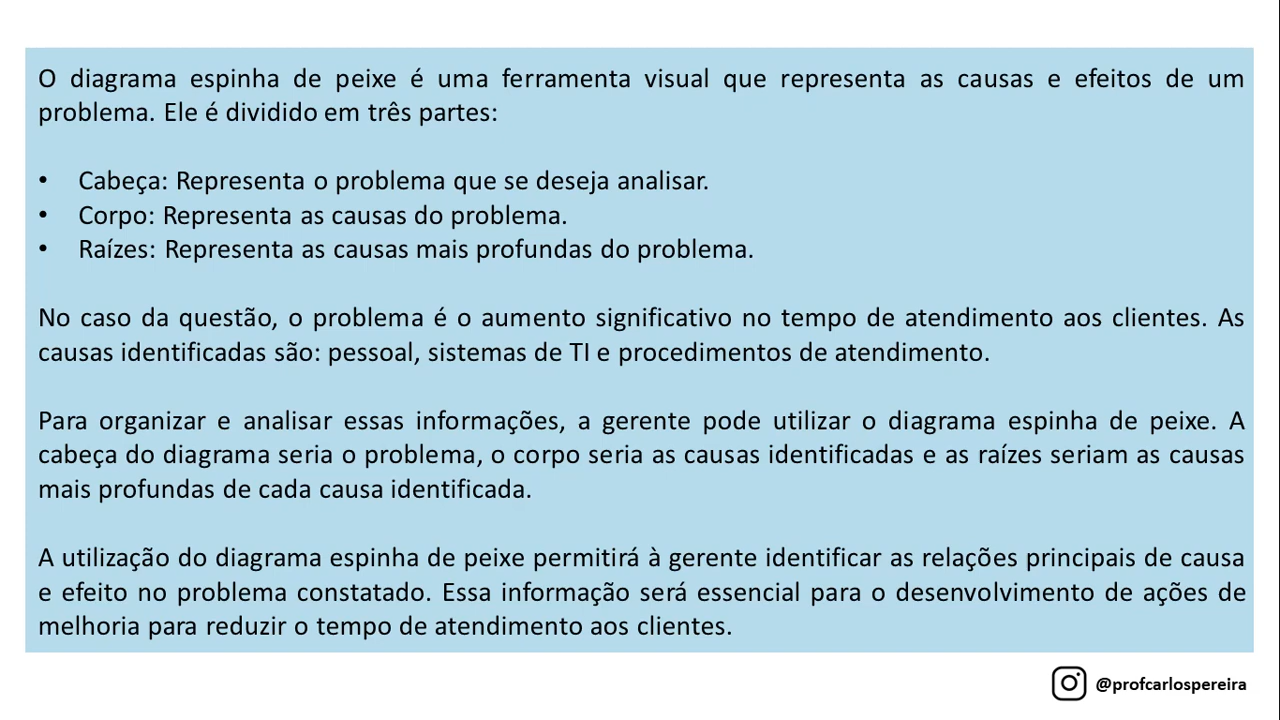 O diagrama espinha de peixe é uma ferramenta visual que representa as causas e efeitos de um
problema. Ele é dividido em três partes:
• Cabeça: Representa o problema que se deseja analisar.
• Corpo: Representa as causas do problema.
• Raízes: Representa as causas mais profundas do problema.
No caso da questão, o problema é o aumento significativo no tempo de atendimento aos clientes. As
causas identificadas são: pessoal, sistemas de TI e procedimentos de atendimento.
Para organizar e analisar essas informações, a gerente pode utilizar o diagrama espinha de peixe. A
cabeça do diagrama seria o problema, o corpo seria as causas identificadas e as raízes seriam as causas
mais profundas de cada causa identificada.
A utilização do diagrama espinha de peixe permitirá à gerente identificar as relações principais de causa
e efeito no problema constatado. Essa informação será essencial para o desenvolvimento de ações de
melhoria para reduzir o tempo de atendimento aos clientes.
@profcarlospereira